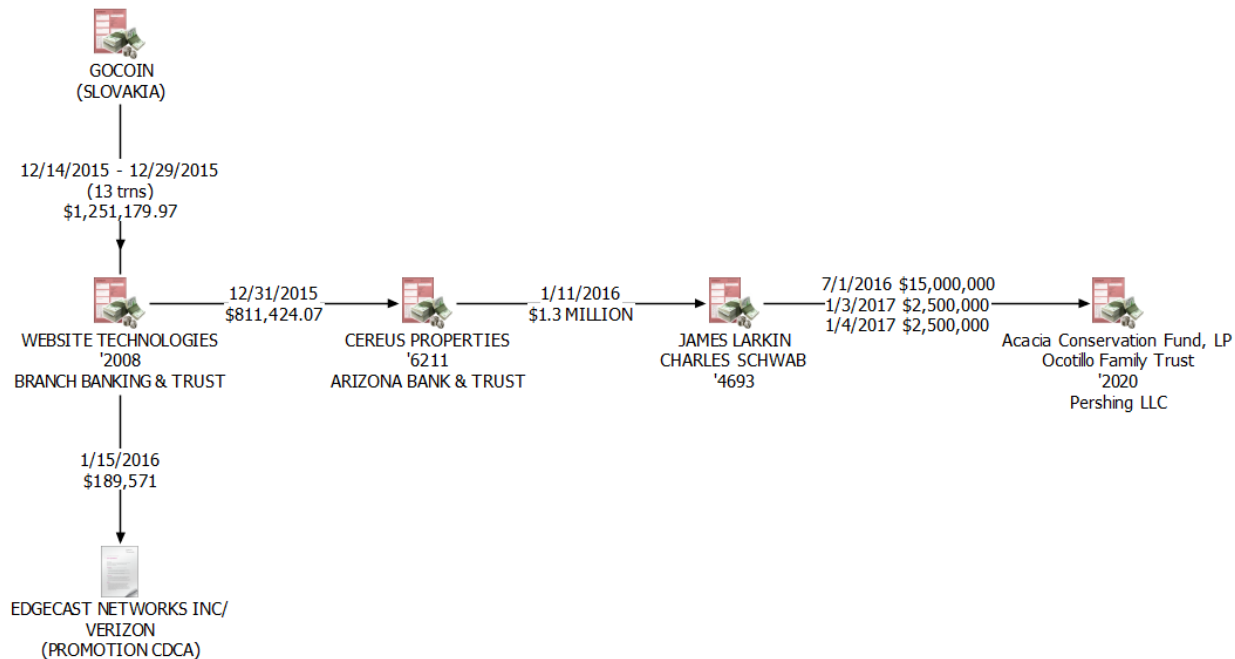 GOCOIN
(SLOVAKIA)
12/14/2015 - 12/29/2015
(13 trns)
$1,251,179.97
WEBSITE TECHNOLOGIES
'2008
BRANCH BANKING & TRUST
12/31/2015
$811,424.07
CEREUS PROPERTIES
'6211
ARIZONA BANK & TRUST
1/11/2016
$1.3 MILLION
JAMES LARKIN
CHARLES SCHWAB
'4693
7/1/2016 $15,000,000
1/3/2017 $2,500,000
1/4/2017 $2,500,000
Acacia Conservation Fund, LP
Ocotillo Family Trust
'2020
Pershing LLC
1/15/2016
$189,571
EDGECAST NETWORKS INC/
VERIZON
(PROMOTION CDCA)